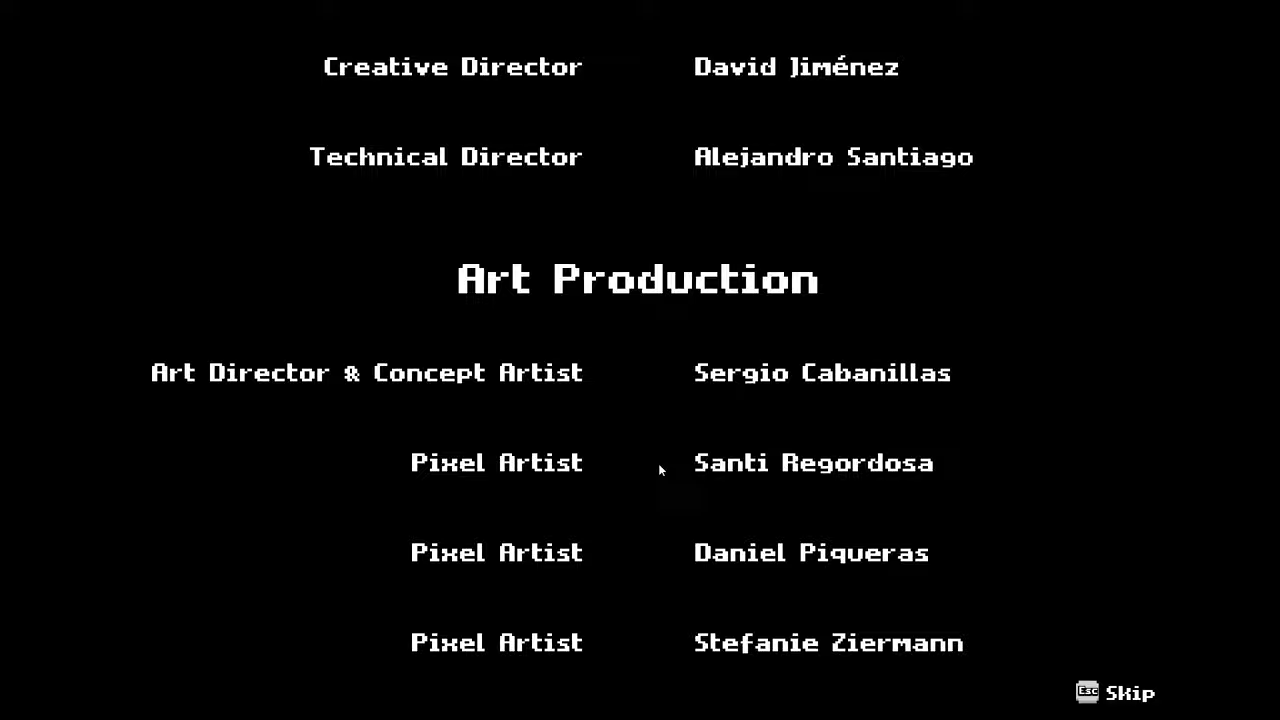 Creative Director David Jiménez
Technical Director Alejandro Santiago
Art Production
Art Director & Concept Artist Sergio Cabanillas
Pixel Artist Santi Regordosa
Pixel Artist Daniel Piqueras
Pixel Artist Stefanie Ziermann
Esc Skip